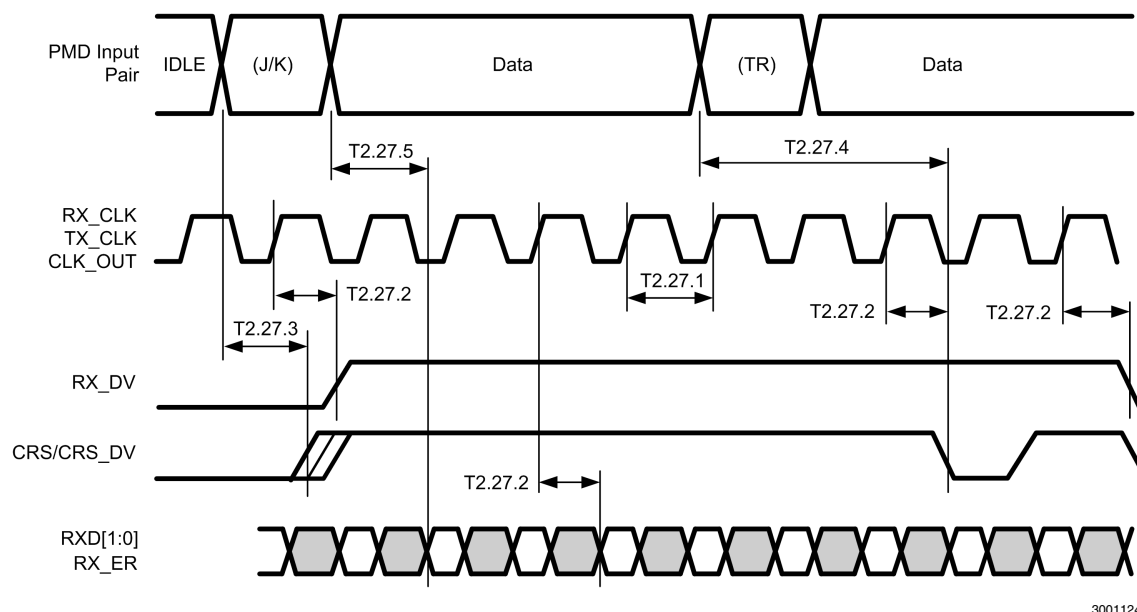 PMD Input
Pair
IDLE
(J/K)
Data
(TR)
Data
T2.27.5
T2.27.4
RX_CLK
TX_CLK
CLK_OUT
T2.27.2
T2.27.1
T2.27.2
T2.27.2
T2.27.3
RX_DV
CRS/CRS_DV
T2.27.2
RXD[1:0]
RX_ER
3001124